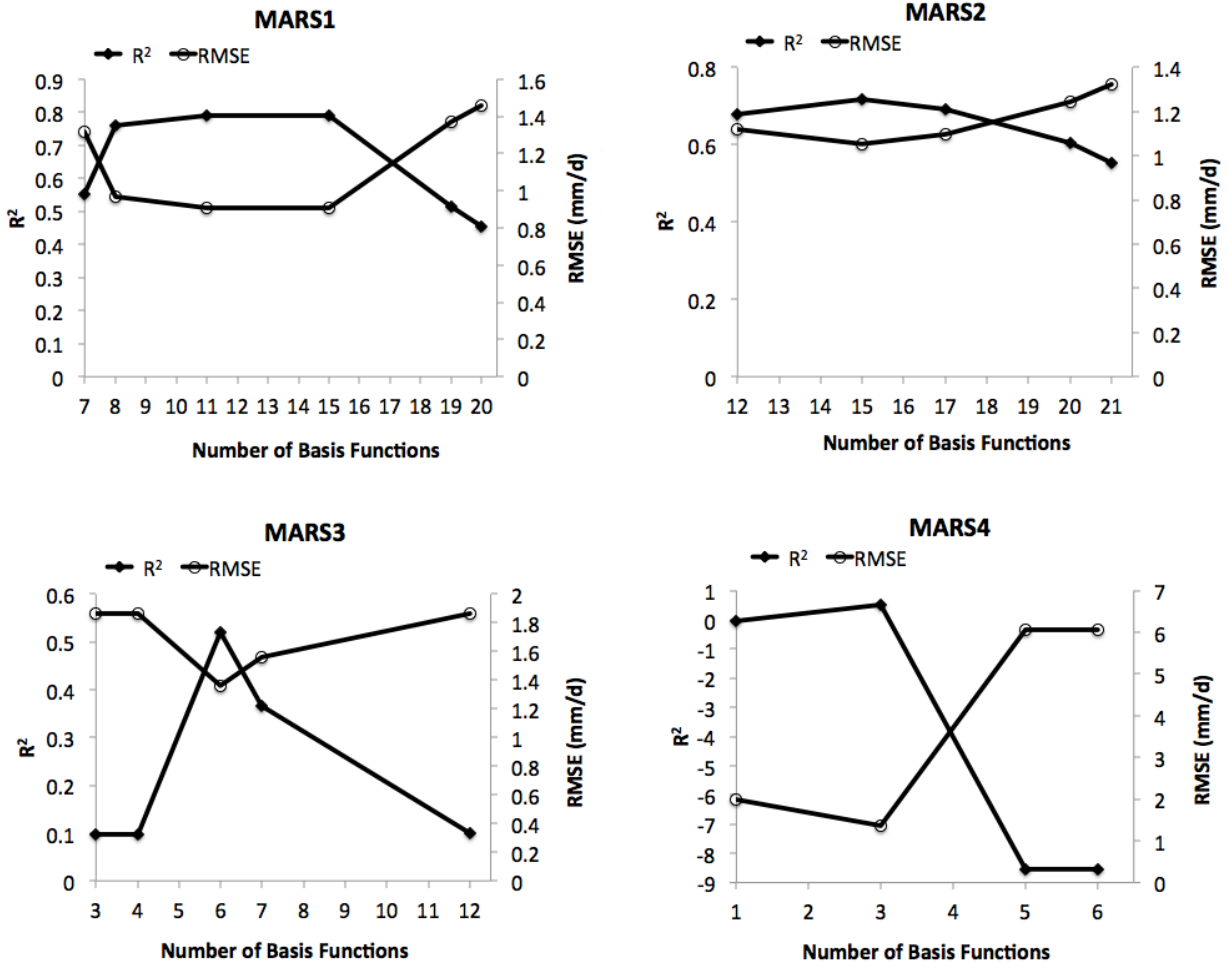 MARS1
R² RMSE
0.9
0.8
0.7
0.6
0.5
0.4
0.3
0.2
0.1
0
R²
1.6
1.4
1.2
1
0.8
0.6
0.4
0.2
0
RMSE (mm/d)
7 8 9 10 11 12 13 14 15 16 17 18 19 20
Number of Basis Functions
MARS2
R² RMSE
0.8
0.6
0.4
0.2
0
R²
1.4
1.2
1
0.8
0.6
0.4
0.2
0
RMSE (mm/d)
12 13 14 15 16 17 18 19 20 21
Number of Basis Functions
MARS3
R² RMSE
0.6
0.5
0.4
0.3
0.2
0.1
0
R²
2
1.8
1.6
1.4
1.2
1
0.8
0.6
0.4
0.2
0
RMSE (mm/d)
3 4 5 6 7 8 9 10 11 12
Number of Basis Functions
MARS4
R² RMSE
1
0
-1
-2
-3
-4
-5
-6
-7
-8
-9
R²
7
6
5
4
3
2
1
0
RMSE (mm/d)
1 2 3 4 5 6
Number of Basis Functions